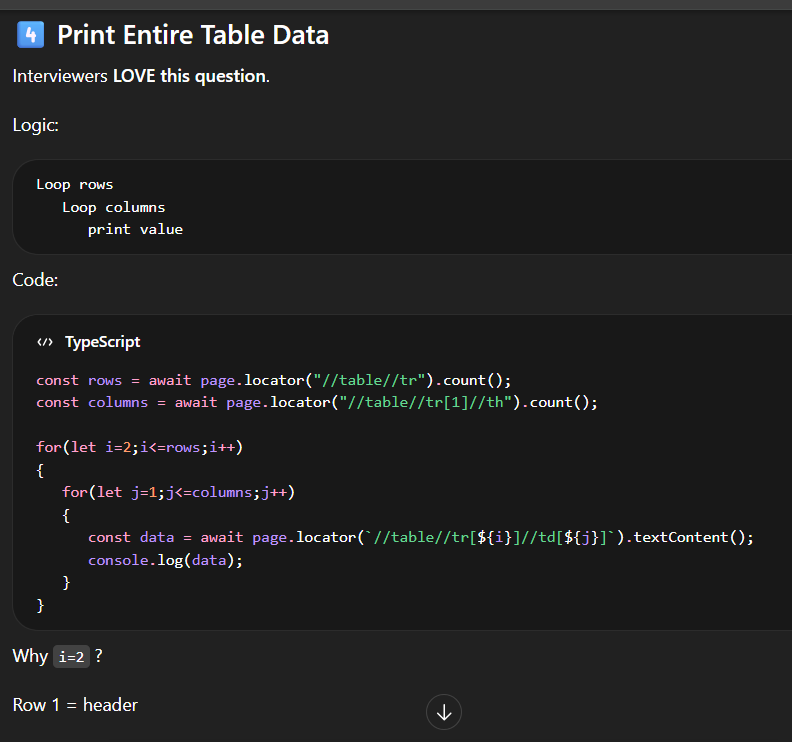 4 Print Entire Table Data
Interviewers LOVE this question.
Logic:
Loop rows
   Loop columns
      print value
Code:
</> TypeScript
const rows = await page.locator("//table//tr").count();
const columns = await page.locator("//table//tr[1]//th").count();

for(let i=2;i<=rows;i++)
{
   for(let j=1;j<=columns;j++)
   {
      const data = await page.locator(`//table//tr[${i}]//td[${j}]`).textContent();
      console.log(data);
   }
}
Why i=2 ?
Row 1 = header